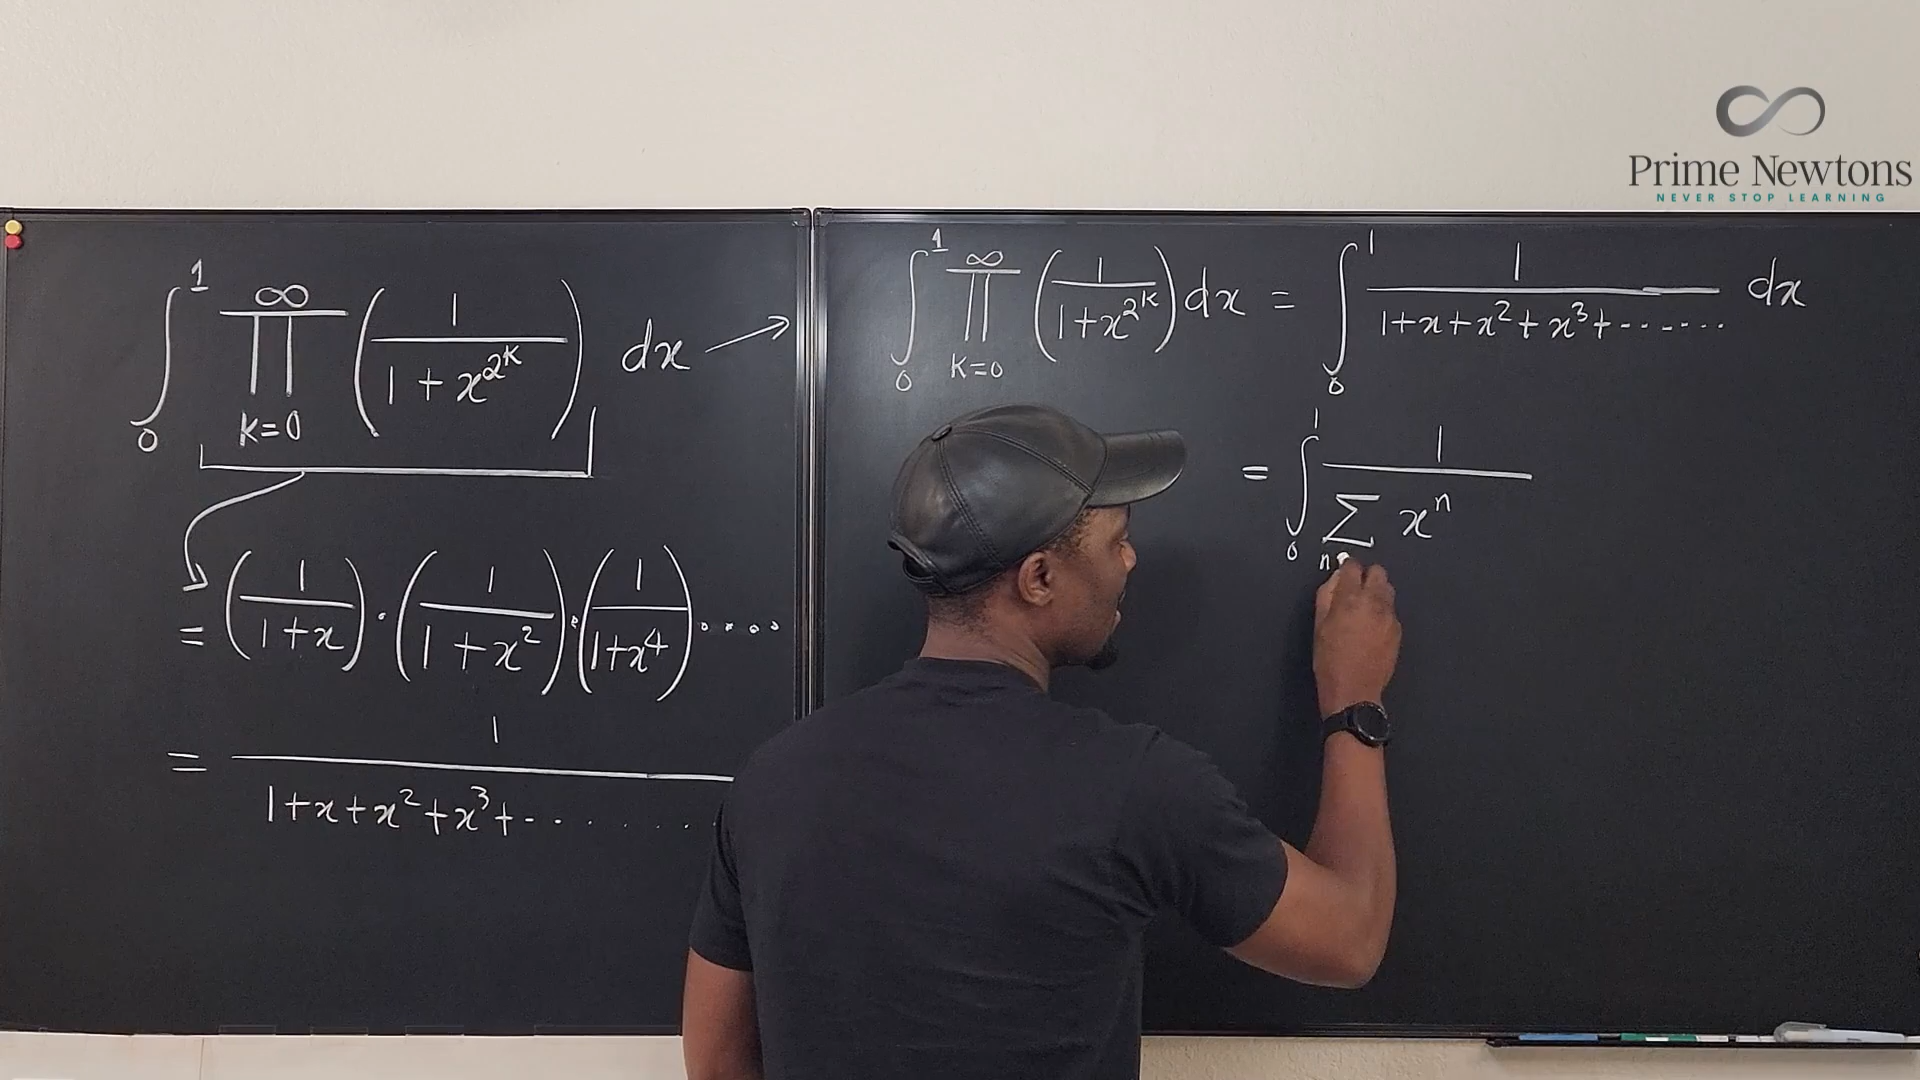 Prime Newtons
NEVER STOP LEARNING
∫₀¹ ∏_{k=0}^{∞} (1/(1+x^{2^k})) dx →
= (1/(1+x)) · (1/(1+x²)) · (1/(1+x⁴)) · · · ·
= 1/(1+x+x²+x³+· · · · · ·
∫₀¹ ∏_{k=0}^{∞} (1/(1+x^{2^k})) dx = ∫₀¹ 1/(1+x+x²+x³+· · · · · ·) dx
= ∫₀¹ 1/(∑_{n} xⁿ)